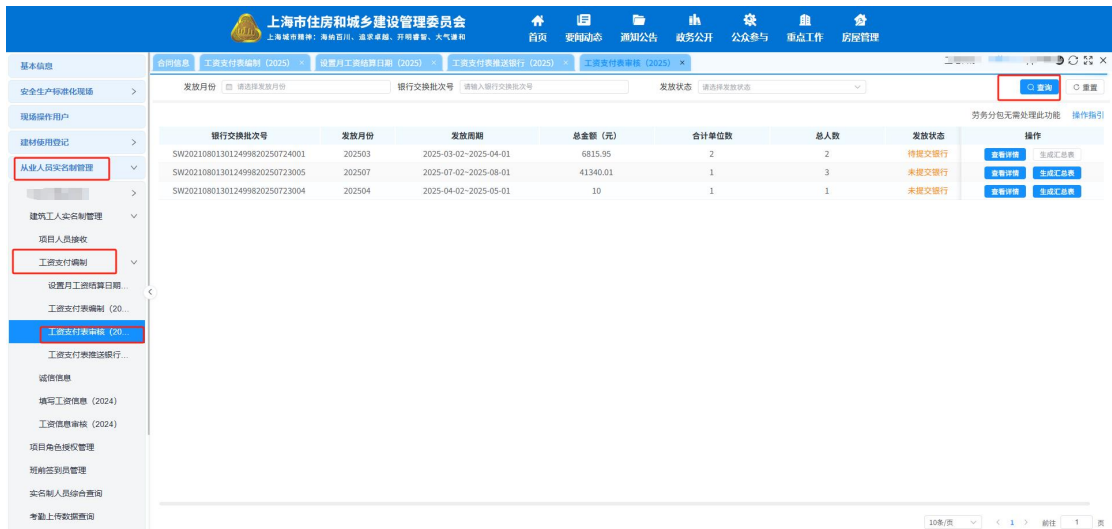 上海市住房和城乡建设管理委员会
上海城市精神：海纳百川、追求卓越、开明睿智、大气谦和
首页 要闻动态 通知公告 政务公开 公众参与 重点工作 房屋管理
基本信息
安全生产标准化现场
现场操作用户
建材使用登记
从业人员实名制管理
建筑工人实名制管理
项目人员接收
工资支付编制
设置月工资结算日期...
工资支付表编制（20...
工资支付表审核（20...
工资支付表推送银行...
诚信信息
填写工资信息（2024）
工资信息审核（2024）
项目角色授权管理
班前签到员管理
实名制人员综合查询
考勤上传数据查询
合同信息 工资支付表编制（2025） × 设置月工资结算日期（2025） × 工资支付表推送银行（2025） × 工资支付表审核（2025） ×
发放月份 请选择发放月份 银行交换批次号 请输入银行交换批次号 发放状态 请选择发放状态 查询 重置
劳务分包无需处理此功能 操作指引
银行交换批次号 发放月份 发放周期 总金额（元） 合计单位数 总人数 发放状态 操作
SW20210801301249982025072​4001 202503 2025-03-02~2025-04-01 6815.95 2 2 待提交银行 查看详情 生成汇总表
SW202108013012499820250723005 202507 2025-07-02~2025-08-01 41340.01 1 3 未提交银行 查看详情 生成汇总表
SW202108013012499820250723004 202504 2025-04-02~2025-05-01 10 1 1 未提交银行 查看详情 生成汇总表
10条/页 1 前往 1 页